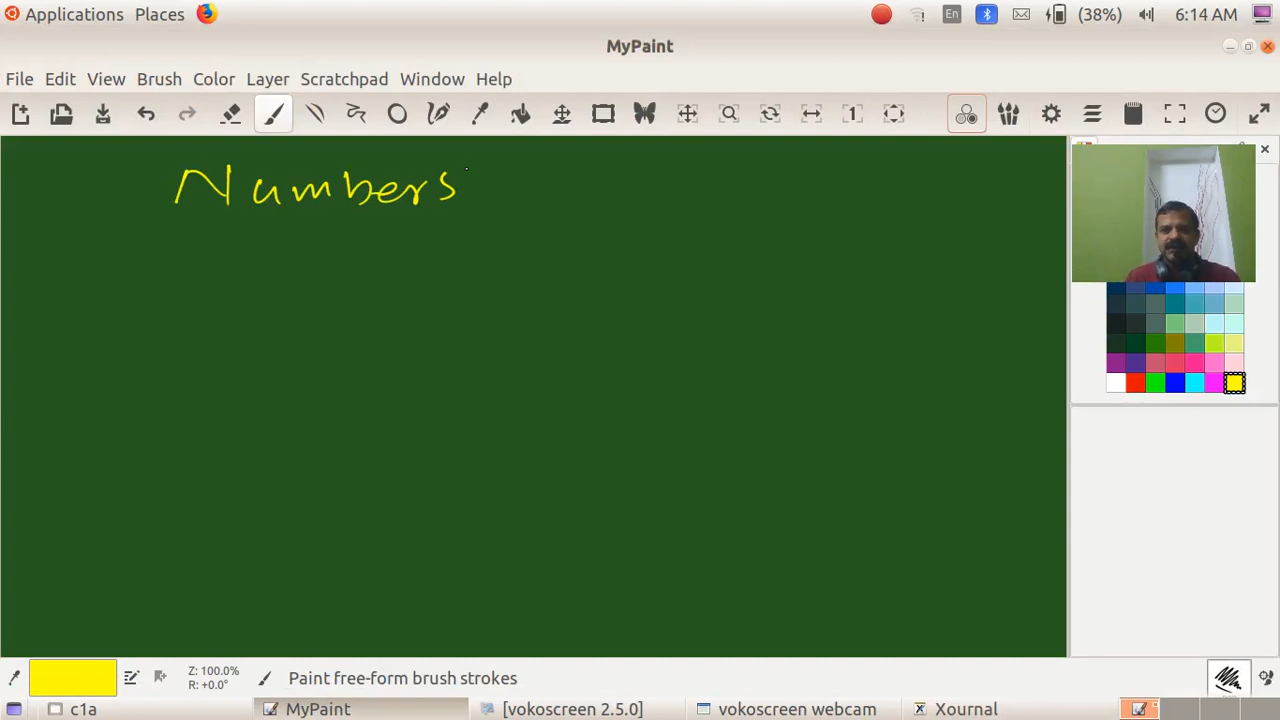 Applications Places En (38%) 6:14 AM
MyPaint
File Edit View Brush Color Layer Scratchpad Window Help
1
Numbers
Z: 100.0%
R: +0.0°
Paint free-form brush strokes
c1a MyPaint [vokoscreen 2.5.0] vokoscreen webcam Xournal